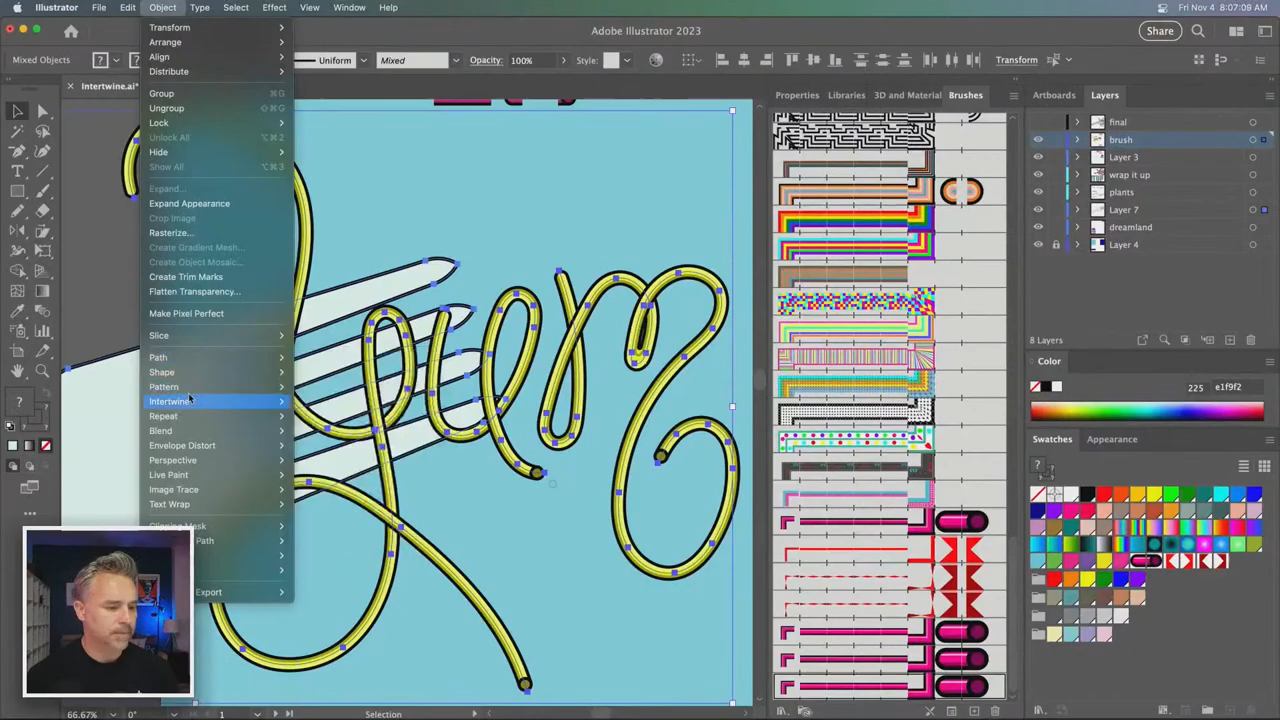 Illustrator File Edit Object Type Select Effect View Window Help Fri Nov 4 8:07:09 AM
Adobe Illustrator 2023
Share
Mixed Objects
Uniform
Mixed
Opacity: 100%
Style:
Transform
Intertwine.ai*
Transform
Arrange
Align
Distribute
Group ⌘G
Ungroup ⇧⌘G
Lock
Unlock All ⌥⌘2
Hide
Show All ⌥⌘3
Expand...
Expand Appearance
Crop Image
Rasterize...
Create Gradient Mesh...
Create Object Mosaic...
Create Trim Marks
Flatten Transparency...
Make Pixel Perfect
Slice
Path
Shape
Pattern
Intertwine
Repeat
Blend
Envelope Distort
Perspective
Live Paint
Image Trace
Text Wrap
Clipping Mask
Path
Export
Properties Libraries 3D and Material Brushes
Artboards Layers
final
brush
Layer 3
wrap it up
plants
Layer 7
dreamland
Layer 4
8 Layers
Color
225 e1f9f2
Swatches Appearance
66.67% 0° 1 Selection